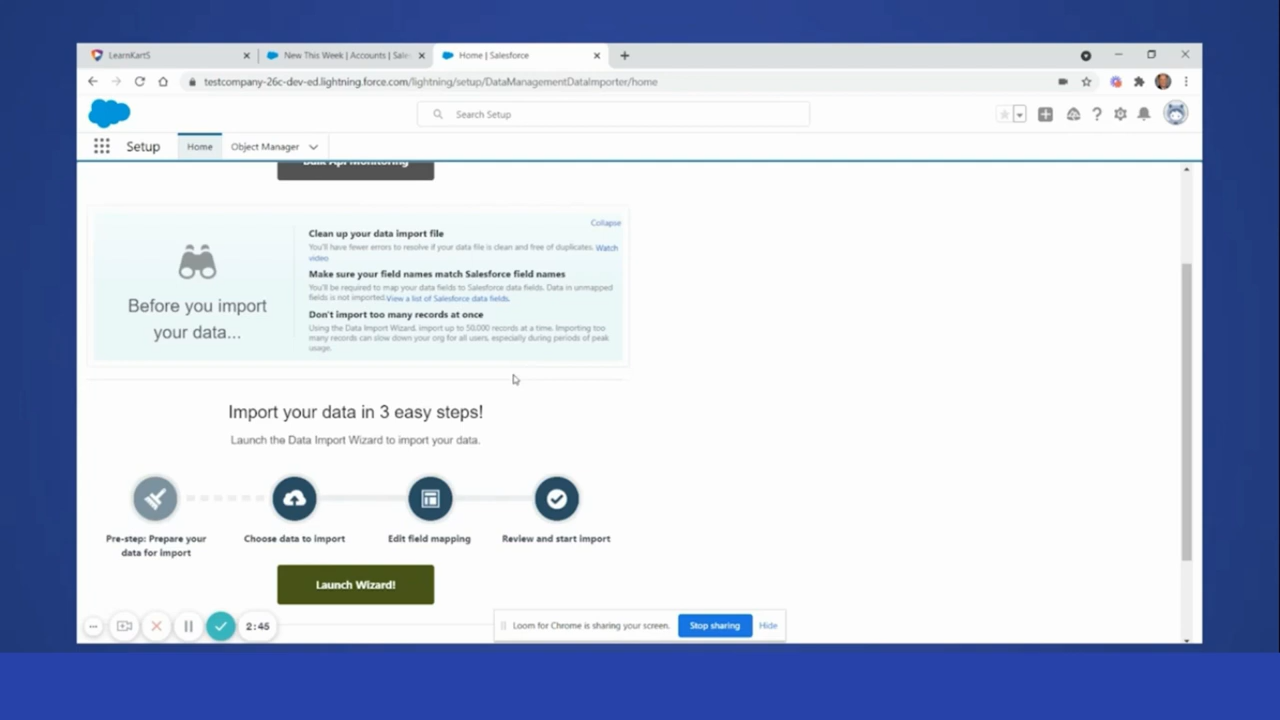 LearnKartS
New This Week | Accounts | Sale
Home | Salesforce
testcompany-26c-dev-ed.lightning.force.com/lightning/setup/DataManagementDataImporter/home
Search Setup
Setup
Home
Object Manager
Bulk Api Monitoring
Collapse
Clean up your data import file
You'll have fewer errors to resolve if your data file is clean and free of duplicates. Watch
video
Make sure your field names match Salesforce field names
You'll be required to map your data fields to Salesforce data fields. Data in unmapped
fields is not imported.View a list of Salesforce data fields.
Don't import too many records at once
Using the Data Import Wizard, import up to 50,000 records at a time. Importing too
many records can slow down your org for all users, especially during periods of peak
usage.
Before you import
your data...
Import your data in 3 easy steps!
Launch the Data Import Wizard to import your data.
Pre-step: Prepare your
data for import
Choose data to import
Edit field mapping
Review and start import
Launch Wizard!
2:45
Loom for Chrome is sharing your screen.
Stop sharing
Hide